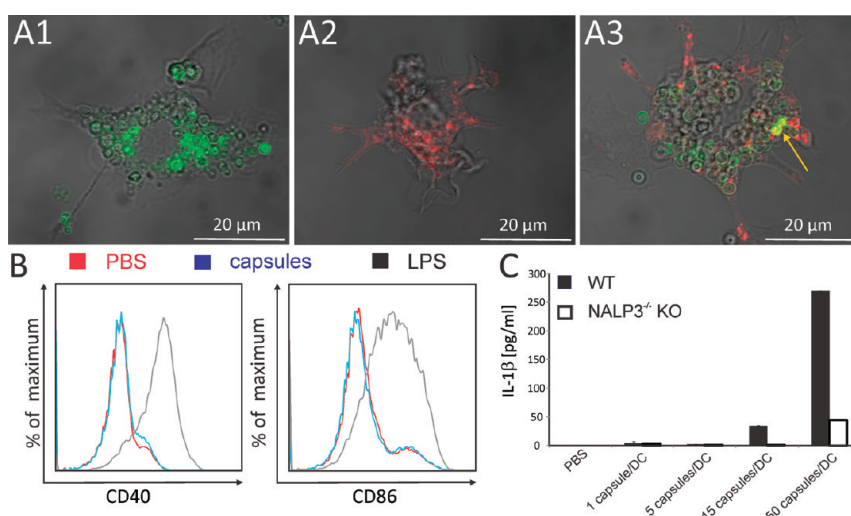 A1
A2
A3
20 μm
20 μm
20 μm
B
PBS
capsules
LPS
% of maximum
CD40
% of maximum
CD86
C
WT
NALP3-/- KO
IL-1β [pg/ml]
300
250
200
150
100
50
0
PBS
1 capsule/DC
5 capsules/DC
15 capsules/DC
50 capsules/DC